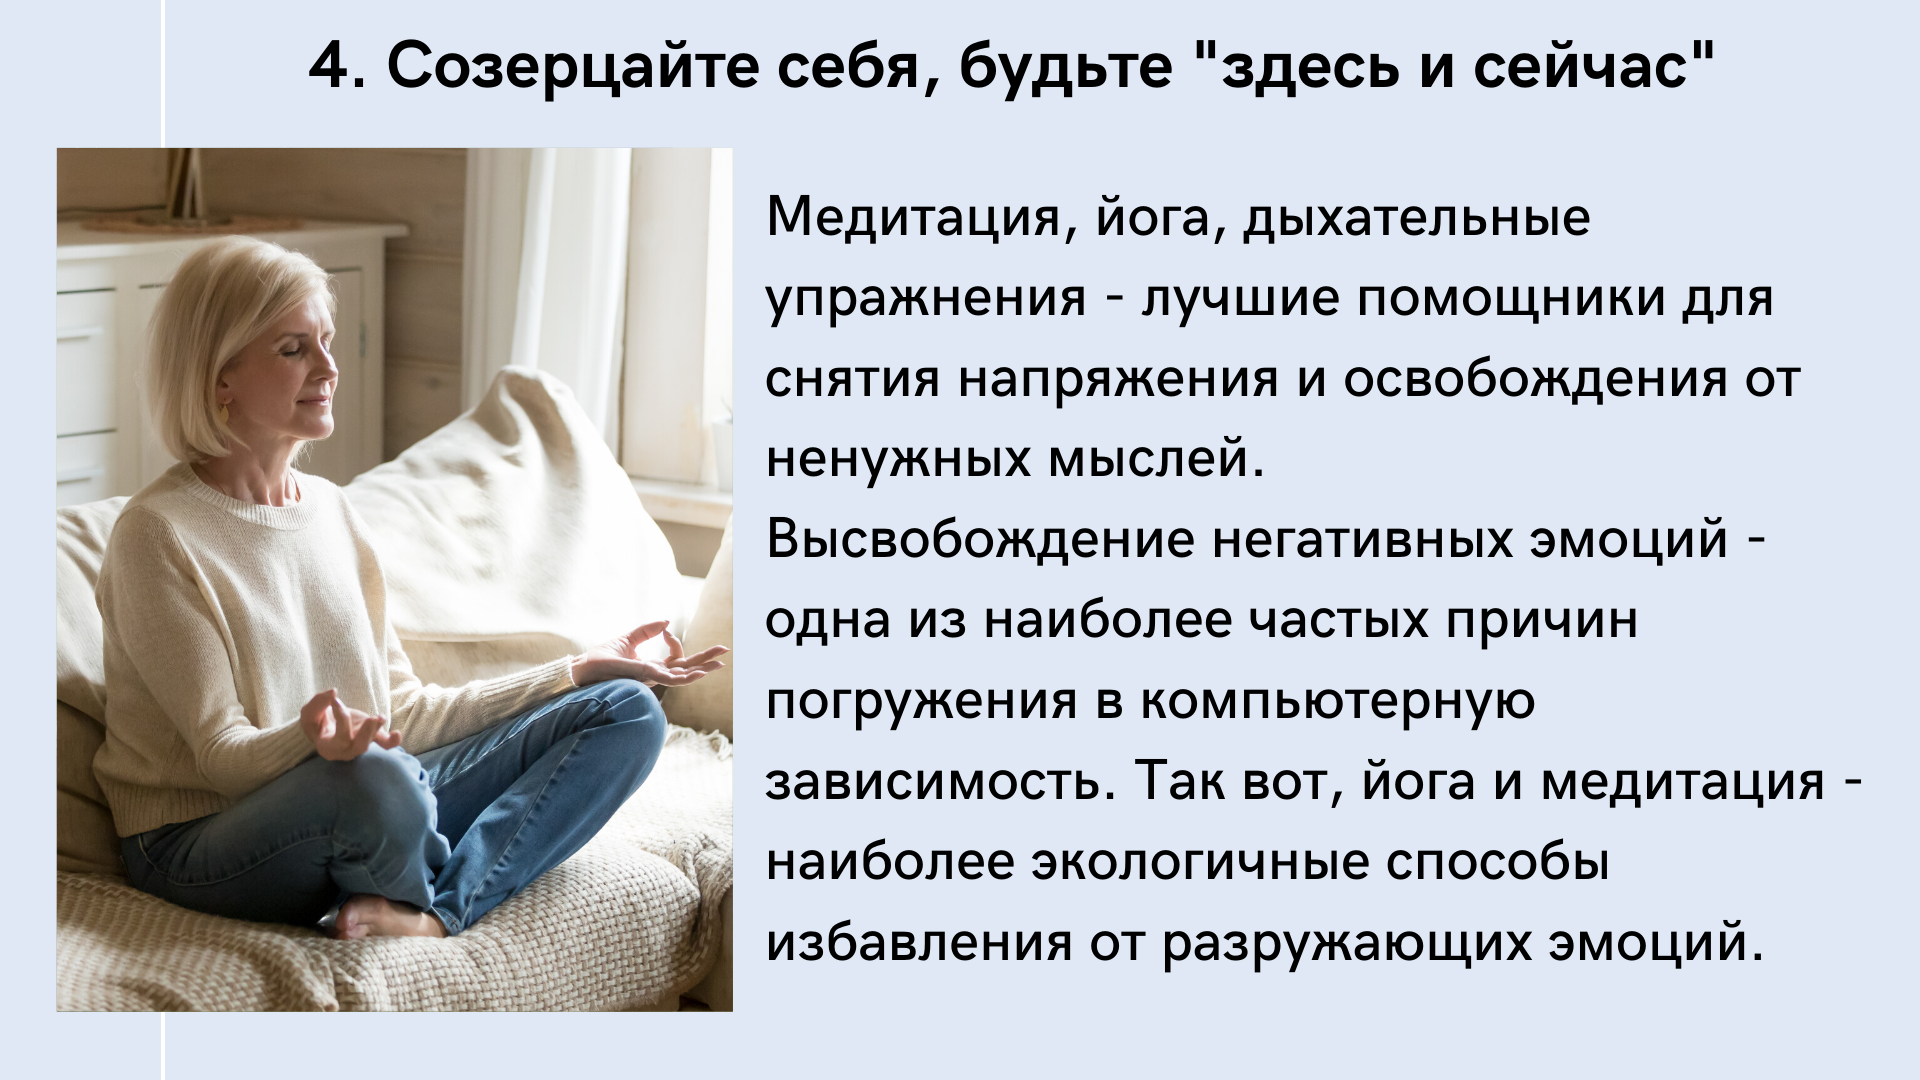 4. Созерцайте себя, будьте "здесь и сейчас"
Медитация, йога, дыхательные
упражнения - лучшие помощники для
снятия напряжения и освобождения от
ненужных мыслей.
Высвобождение негативных эмоций -
одна из наиболее частых причин
погружения в компьютерную
зависимость. Так вот, йога и медитация -
наиболее экологичные способы
избавления от разружающих эмоций.